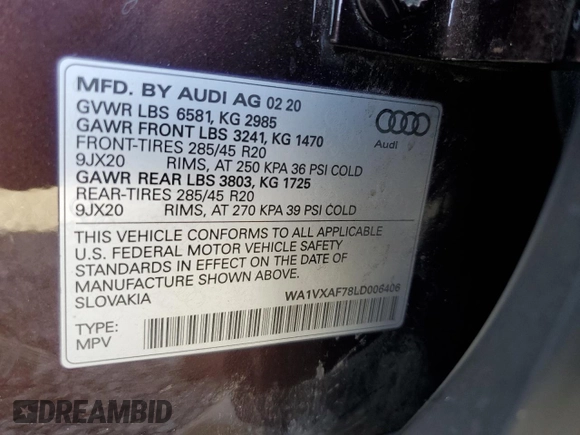 MFD. BY AUDI AG 02 20
GVWR LBS 6581, KG 2985
GAWR FRONT LBS 3241, KG 1470
FRONT-TIRES 285/45 R20
9JX20 RIMS, AT 250 KPA 36 PSI COLD
GAWR REAR LBS 3803, KG 1725
REAR-TIRES 285/45 R20
9JX20 RIMS, AT 270 KPA 39 PSI COLD
Audi
THIS VEHICLE CONFORMS TO ALL APPLICABLE
U.S. FEDERAL MOTOR VEHICLE SAFETY
STANDARDS IN EFFECT ON THE DATE OF
MANUFACTURE SHOWN ABOVE.
SLOVAKIA
WA1VXAF78LD006406
TYPE:
MPV
DREAMBID